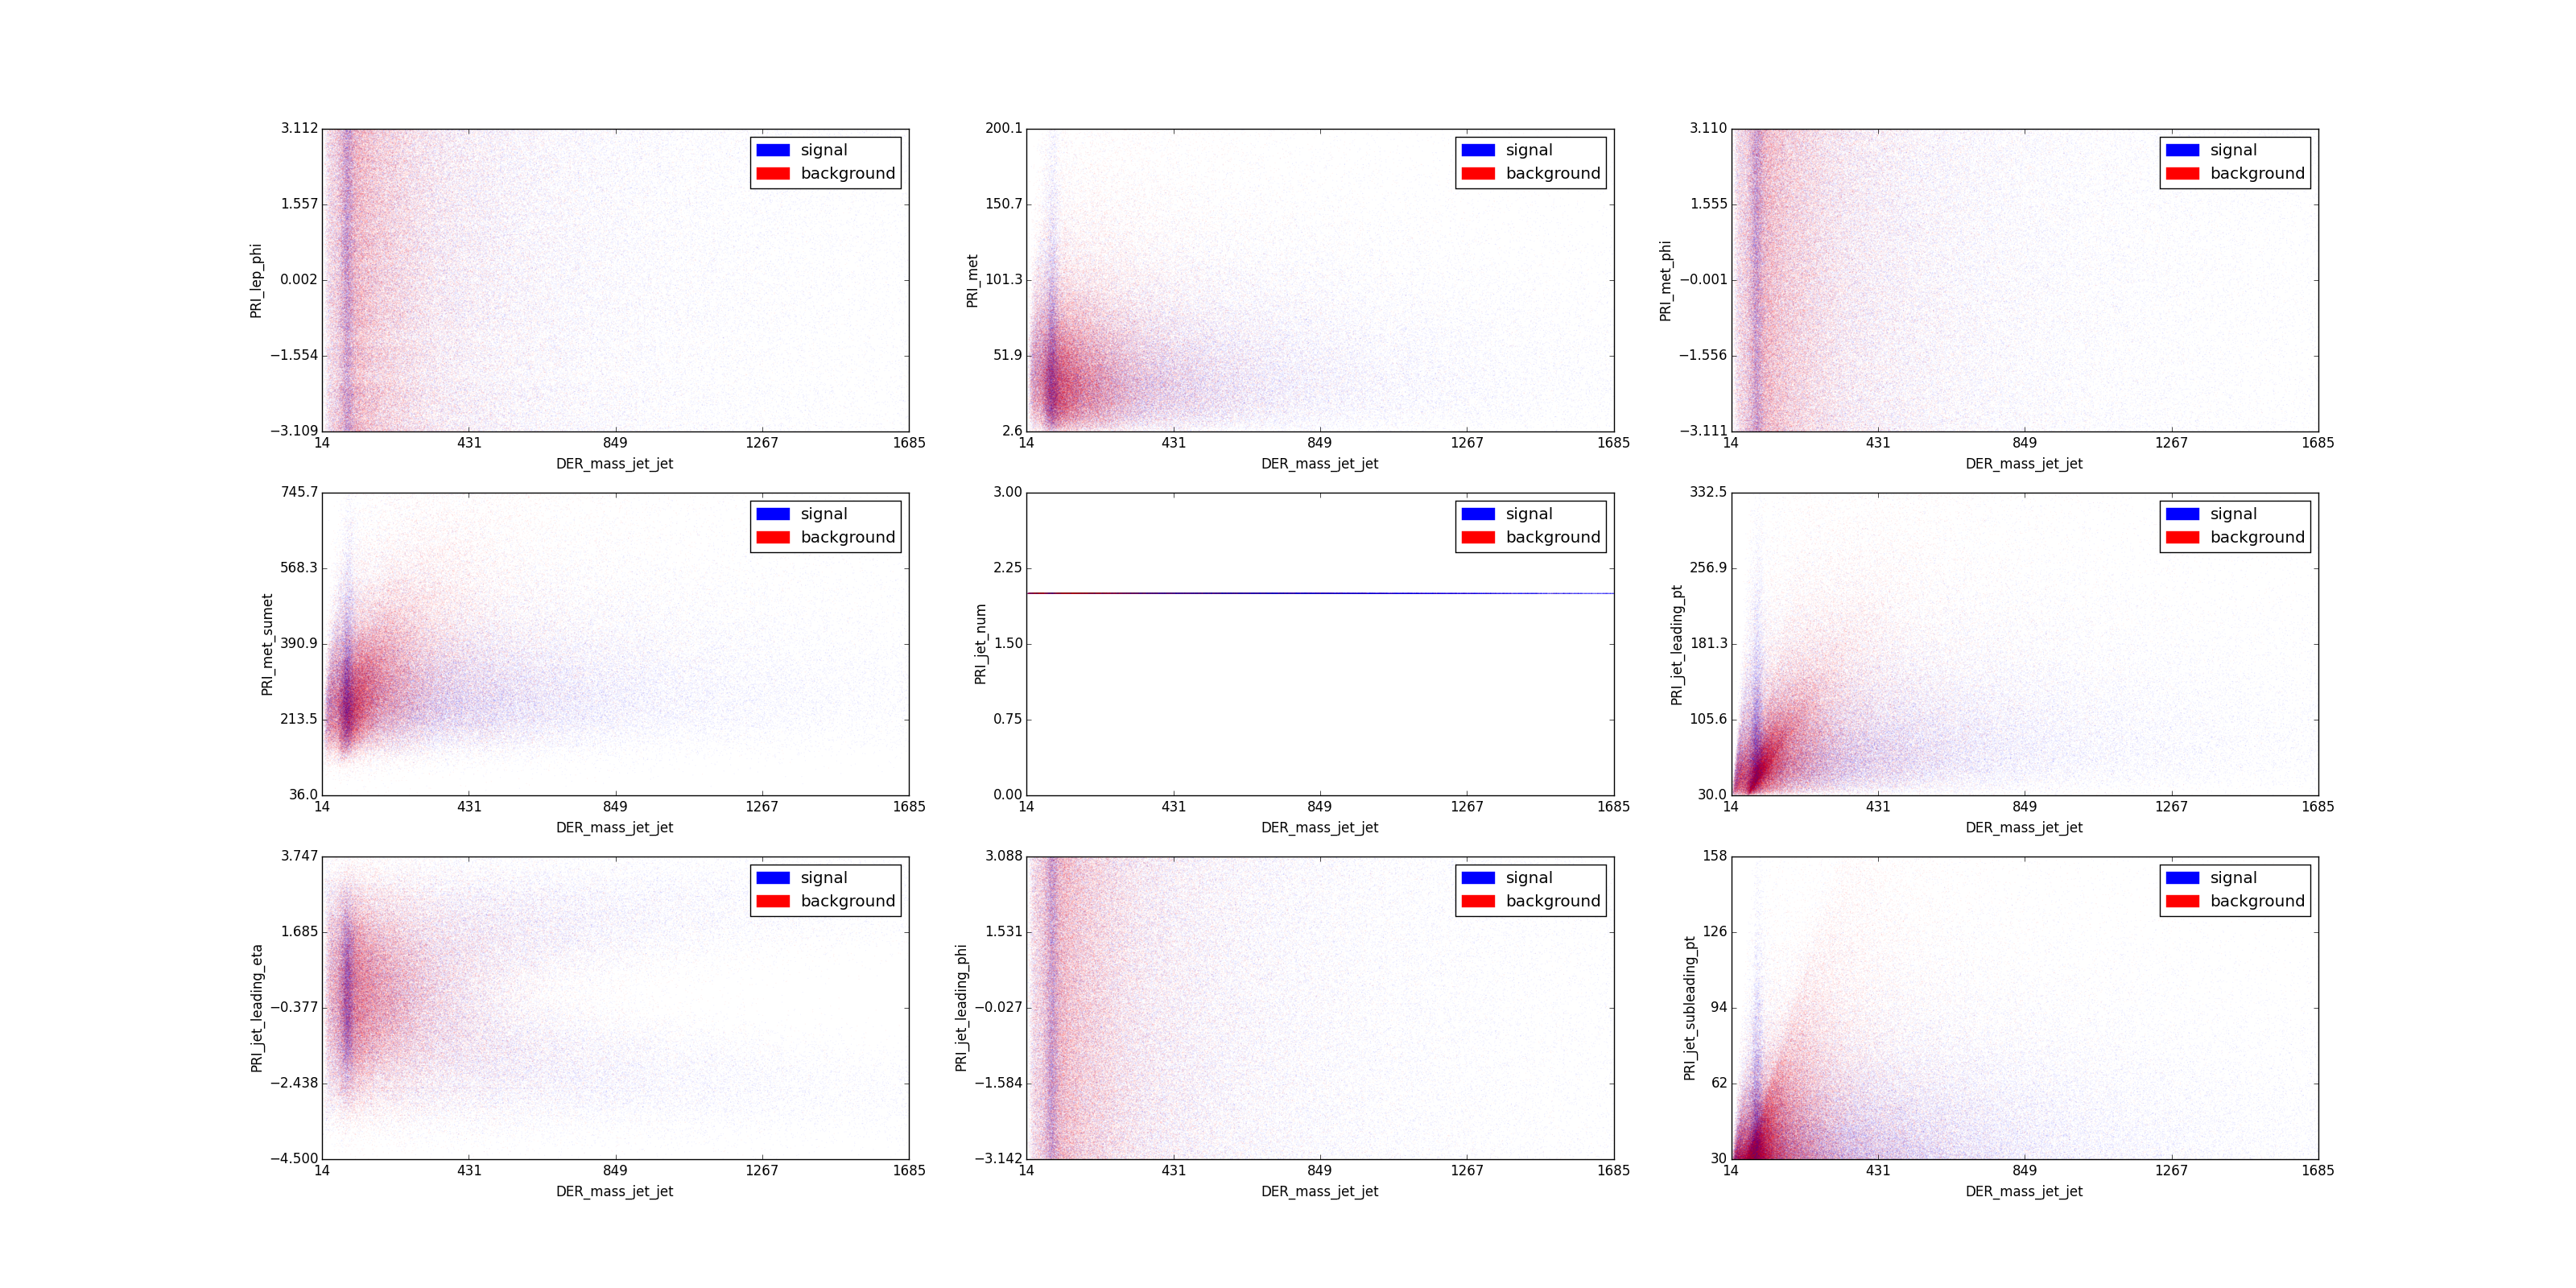 3.112
1.557
0.002
−1.554
−3.109
PRI_lep_phi
signal
background
14 431 849 1267 1685
DER_mass_jet_jet
200.1
150.7
101.3
51.9
2.6
PRI_met
signal
background
14 431 849 1267 1685
DER_mass_jet_jet
3.110
1.555
−0.001
−1.556
−3.111
PRI_met_phi
signal
background
14 431 849 1267 1685
DER_mass_jet_jet
745.7
568.3
390.9
213.5
36.0
PRI_met_sumet
signal
background
14 431 849 1267 1685
DER_mass_jet_jet
3.00
2.25
1.50
0.75
0.00
PRI_jet_num
signal
background
14 431 849 1267 1685
DER_mass_jet_jet
332.5
256.9
181.3
105.6
30.0
PRI_jet_leading_pt
signal
background
14 431 849 1267 1685
DER_mass_jet_jet
3.747
1.685
−0.377
−2.438
−4.500
PRI_jet_leading_eta
signal
background
14 431 849 1267 1685
DER_mass_jet_jet
3.088
1.531
−0.027
−1.584
−3.142
PRI_jet_leading_phi
signal
background
14 431 849 1267 1685
DER_mass_jet_jet
158
126
94
62
30
PRI_jet_subleading_pt
signal
background
14 431 849 1267 1685
DER_mass_jet_jet